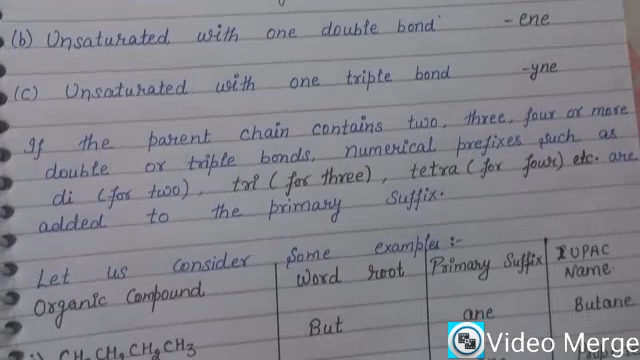 (b) Unsaturated with one double bond - ene
(c) Unsaturated with one triple bond -yne
If the parent chain contains two, three, four or more
double or triple bonds, numerical prefixes such as
di (for two), tri (for three), tetra (for four) etc. are
added to the primary suffix.
Let us consider some examples :-
Organic Compound Word root Primary Suffix IUPAC Name
CH3CH2CH2CH3 But ane Butane
Video Merge